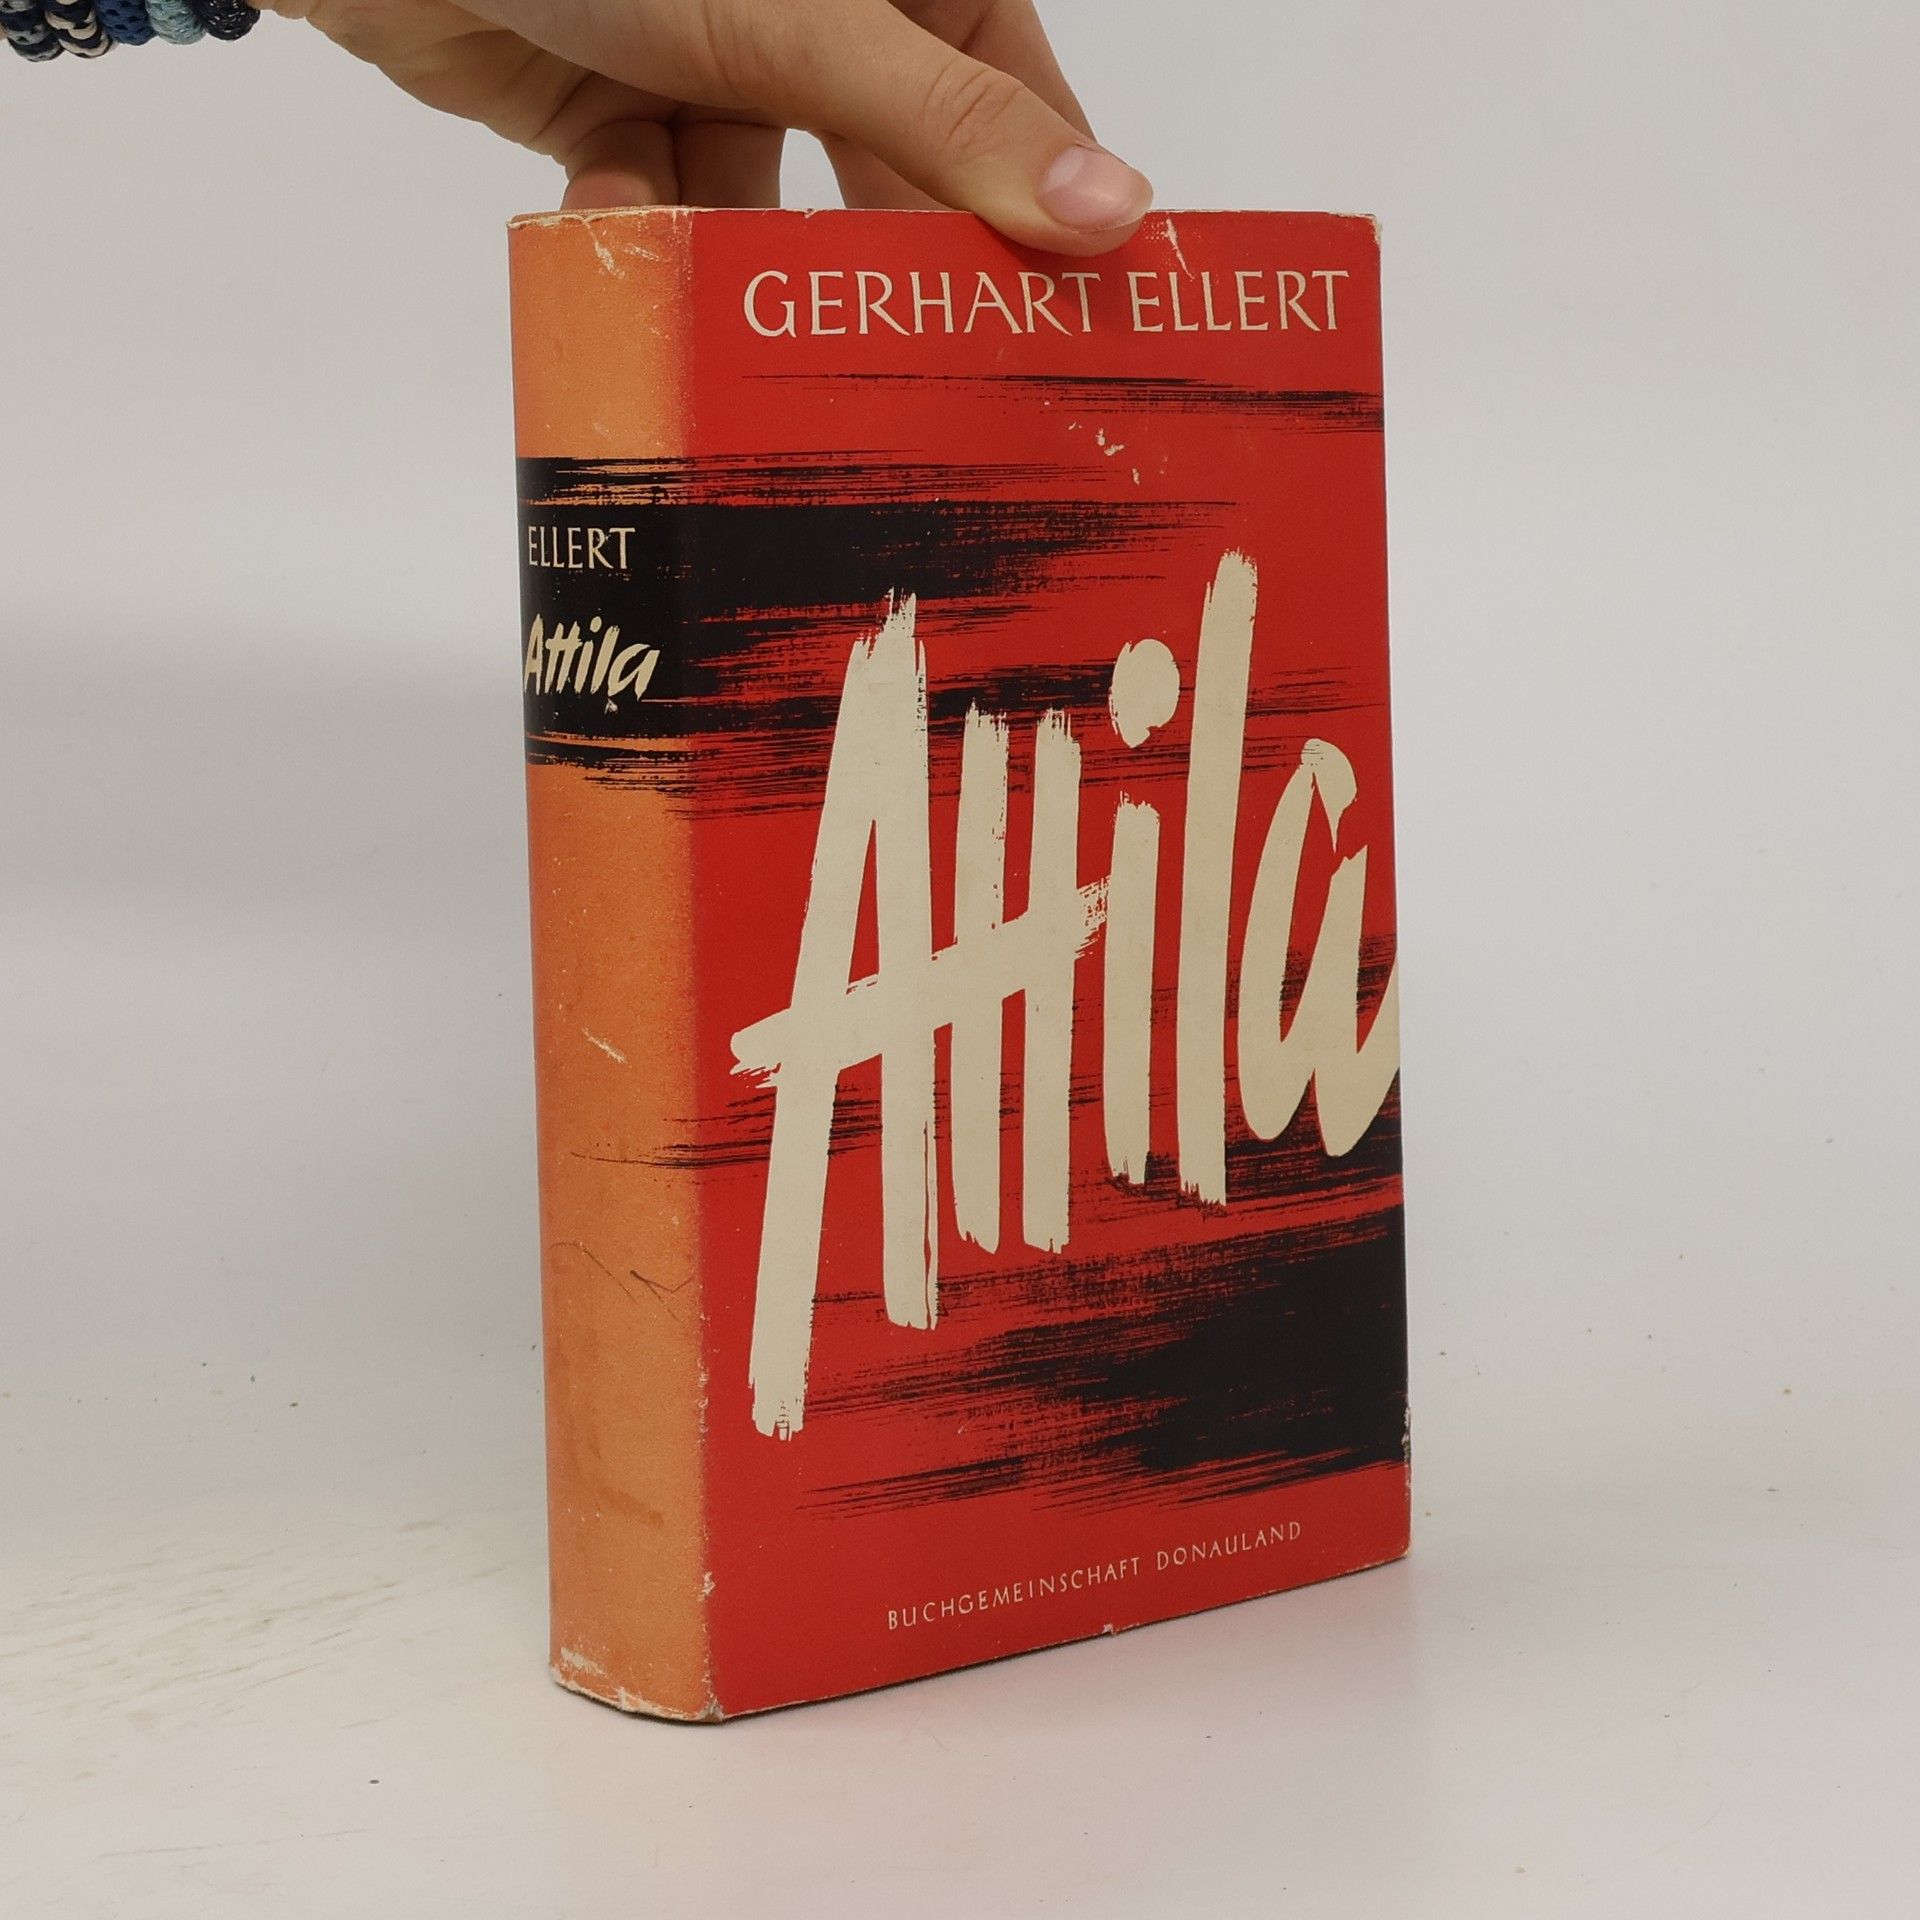 GERHART ELLERT
Attila
BUCHGEMEINSCHAFT DONAULAND
ELLERT
Attila